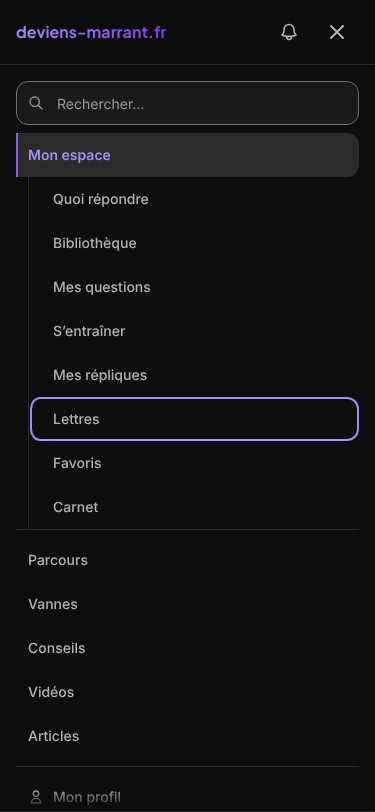 deviens-marrant.fr
Rechercher...
Mon espace
Quoi répondre
Bibliothèque
Mes questions
S’entraîner
Mes répliques
Lettres
Favoris
Carnet
Parcours
Vannes
Conseils
Vidéos
Articles
Mon profil